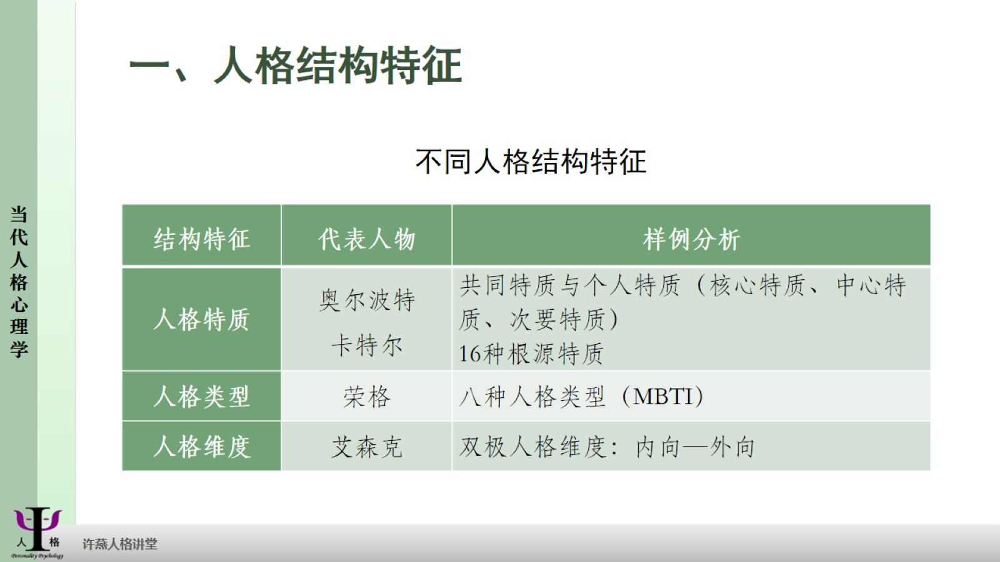 一、人格结构特征
不同人格结构特征
结构特征
代表人物
样例分析
人格特质
奥尔波特
卡特尔
共同特质与个人特质（核心特质、中心特
质、次要特质）
16种根源特质
人格类型
荣格
八种人格类型（MBTI）
人格维度
艾森克
双极人格维度：内向—外向
当代人格心理学
人 格
Personality Psychology
许燕人格讲堂